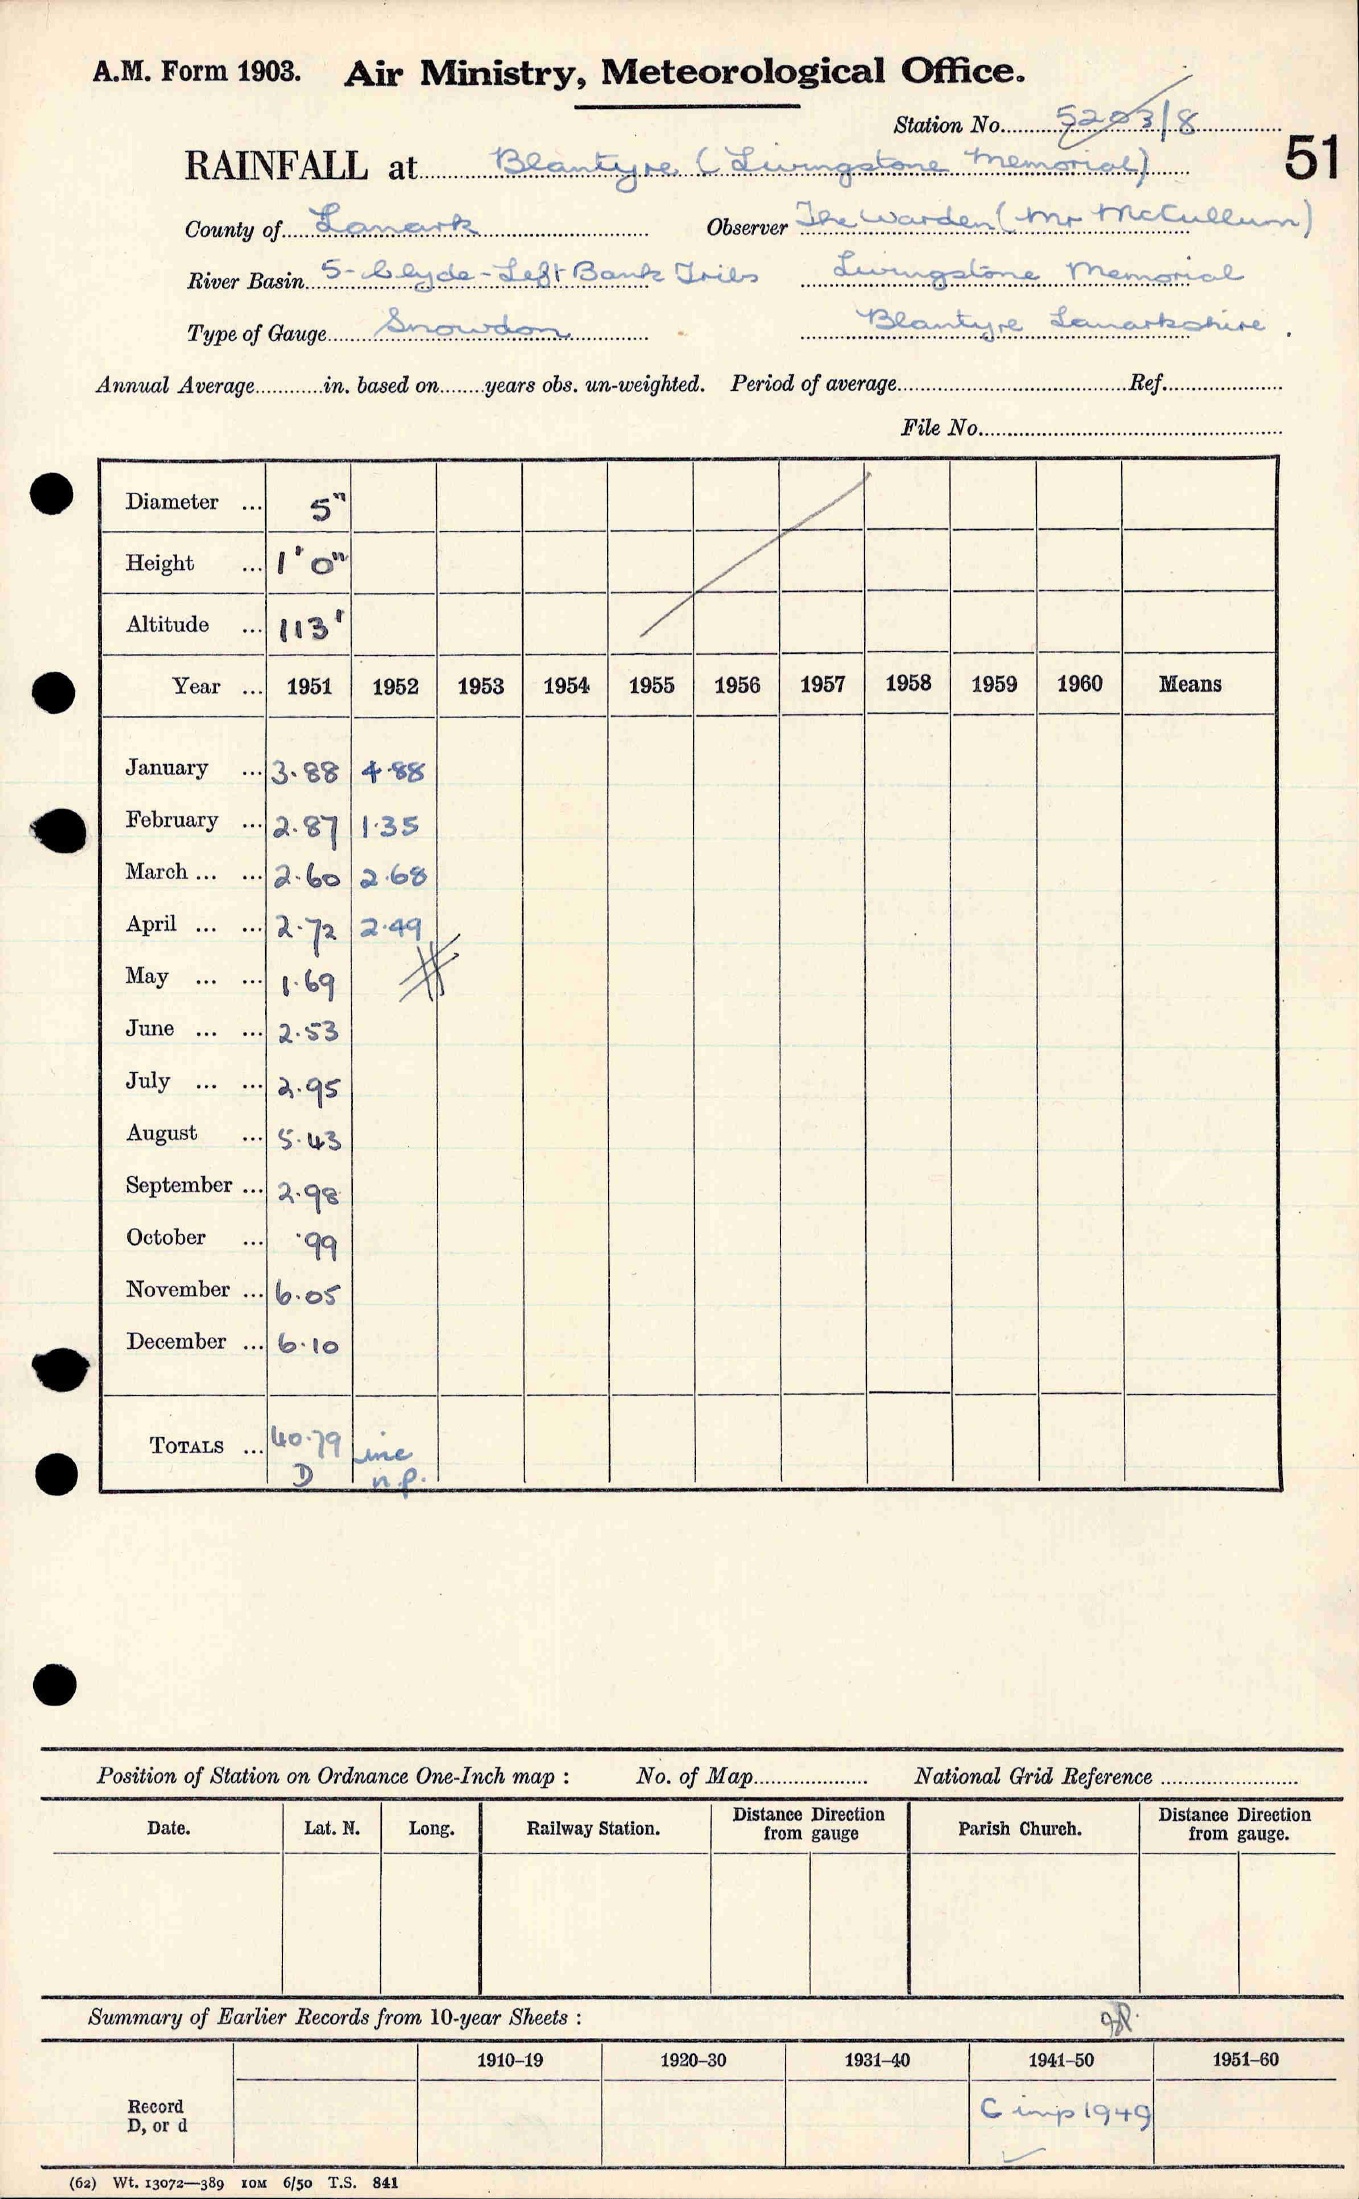 A.M. Form 1903. Air Ministry, Meteorological Office.
Station No. 5203/8
RAINFALL at Blantyre (Livingstone Memorial) 51
County of Lanark Observer The Warden (Mr McCullum)
River Basin 5 - Clyde - Left Bank Tribs Livingstone Memorial
Type of Gauge Snowdon Blantyre Lanarkshire.
Annual Average in. based on years obs. un-weighted. Period of average Ref.
File No.
Diameter ... 5"
Height ... 1' 0"
Altitude ... 113'
Year ... 1951 1952 1953 1954 1955 1956 1957 1958 1959 1960 Means
January ... 3.88 4.88
February ... 2.87 1.35
March ... ... 2.60 2.68
April ... ... 2.72 2.49
May ... ... 1.69
June ... ... 2.53
July ... ... 2.95
August ... 5.43
September ... 2.98
October ... .99
November ... 6.05
December ... 6.10
TOTALS ... 40.79 inc
D n.p.
Position of Station on Ordnance One-Inch map : No. of Map National Grid Reference
Date. Lat. N. Long. Railway Station. Distance from gauge Direction Parish Church. Distance from gauge. Direction
Summary of Earlier Records from 10-year Sheets :
1910–19 1920–30 1931–40 1941–50 1951–60
Record
D, or d
C inp 1949
(62) Wt. 13072—389 10M 6/50 T.S. 841